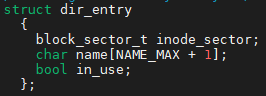 struct dir_entry
{
block_sector_t inode_sector;
char name[NAME_MAX + 1];
bool in_use;
};